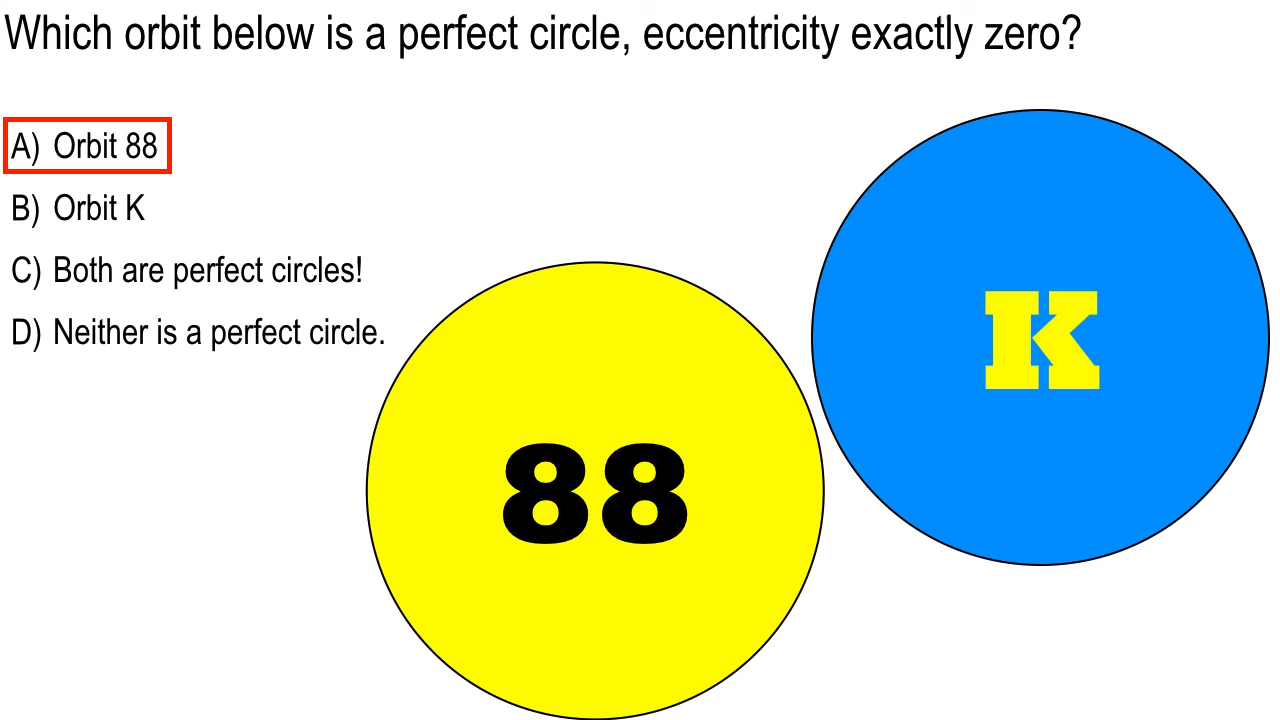 Which orbit below is a perfect circle, eccentricity exactly zero?
A) Orbit 88
B) Orbit K
C) Both are perfect circles!
D) Neither is a perfect circle.
88
K